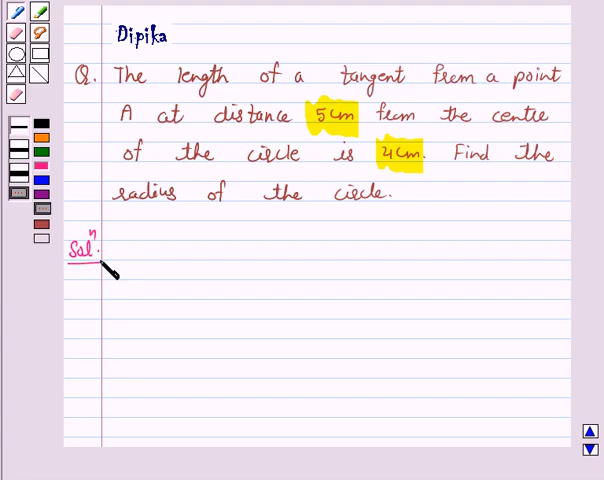 Dipika
Q. The length of a tangent from a point
A at distance 5cm from the centre
of the circle is 4cm. Find the
radius of the circle.
Solⁿ.